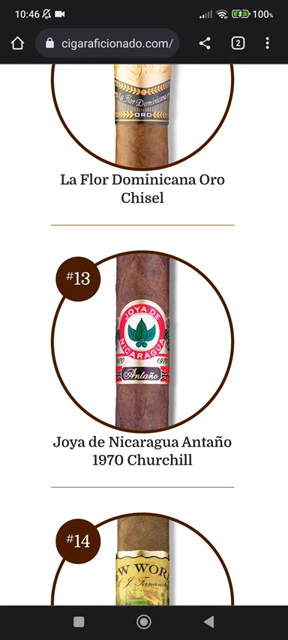 10:46
100%
cigaraficionado.com/
2
La Flor Dominicana
ORO
La Flor Dominicana Oro
Chisel
#13
JOYA DE
NICARAGUA
1970
Antaño
Joya de Nicaragua Antaño
1970 Churchill
#14
W WOR
J. Fernand